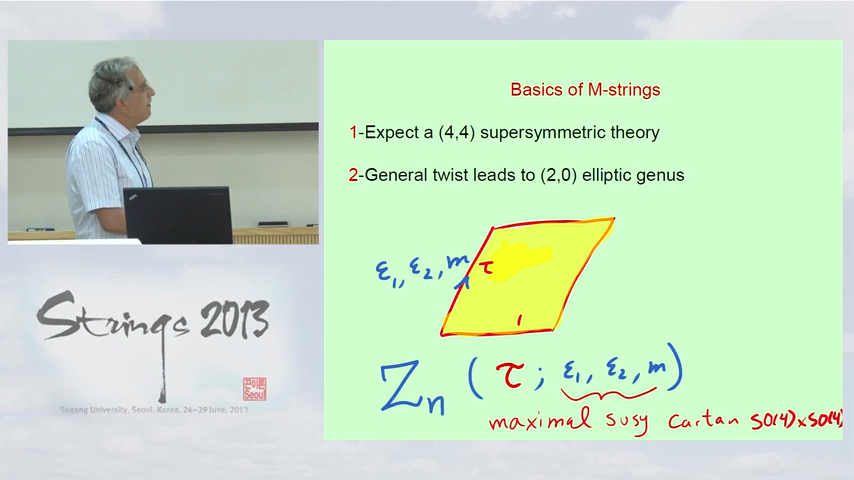 Basics of M-strings
1-Expect a (4,4) supersymmetric theory
2-General twist leads to (2,0) elliptic genus
ε₁, ε₂, m τ
1
Zₙ (τ; ε₁, ε₂, m)
maximal susy Cartan SO(4)×SO(4)
Strings 2013
Seoul
Sogang University, Seoul, Korea, 24-29 June, 2013